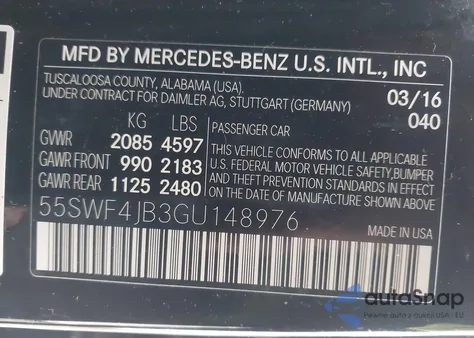 MFD BY MERCEDES-BENZ U.S. INTL., INC
TUSCALOOSA COUNTY, ALABAMA (USA). 03/16
UNDER CONTRACT FOR DAIMLER AG, STUTTGART (GERMANY) 040
KG LBS PASSENGER CAR
GVWR 2085 4597 THIS VEHICLE CONFORMS TO ALL APPLICABLE
GAWR FRONT 990 2183 U.S. FEDERAL MOTOR VEHICLE SAFETY, BUMPER,
GAWR REAR 1125 2480 AND THEFT PREVENTION STANDARDS IN EFFECT ON THE
DATE OF MANUFACTURE SHOWN ABOVE.
55SWF4JB3GU148976
autoSnap